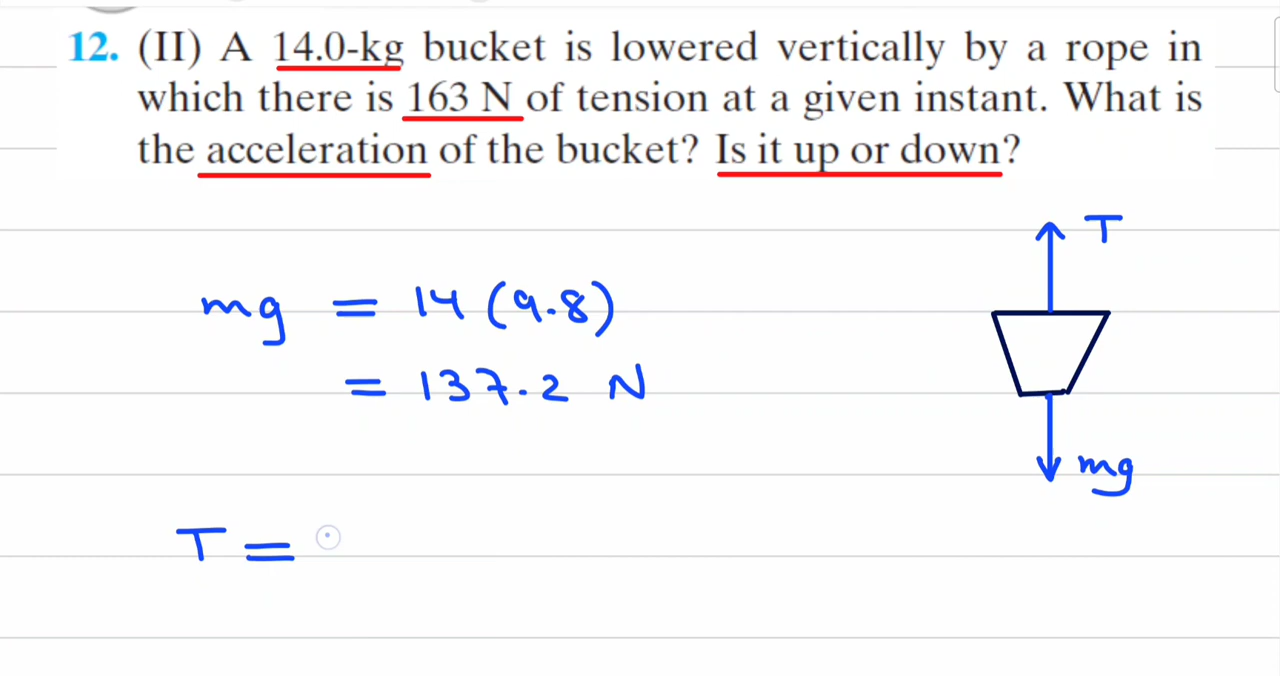 12. (II) A 14.0-kg bucket is lowered vertically by a rope in
which there is 163 N of tension at a given instant. What is
the acceleration of the bucket? Is it up or down?
T
mg = 14 (9.8)
= 137.2 N
mg
T =